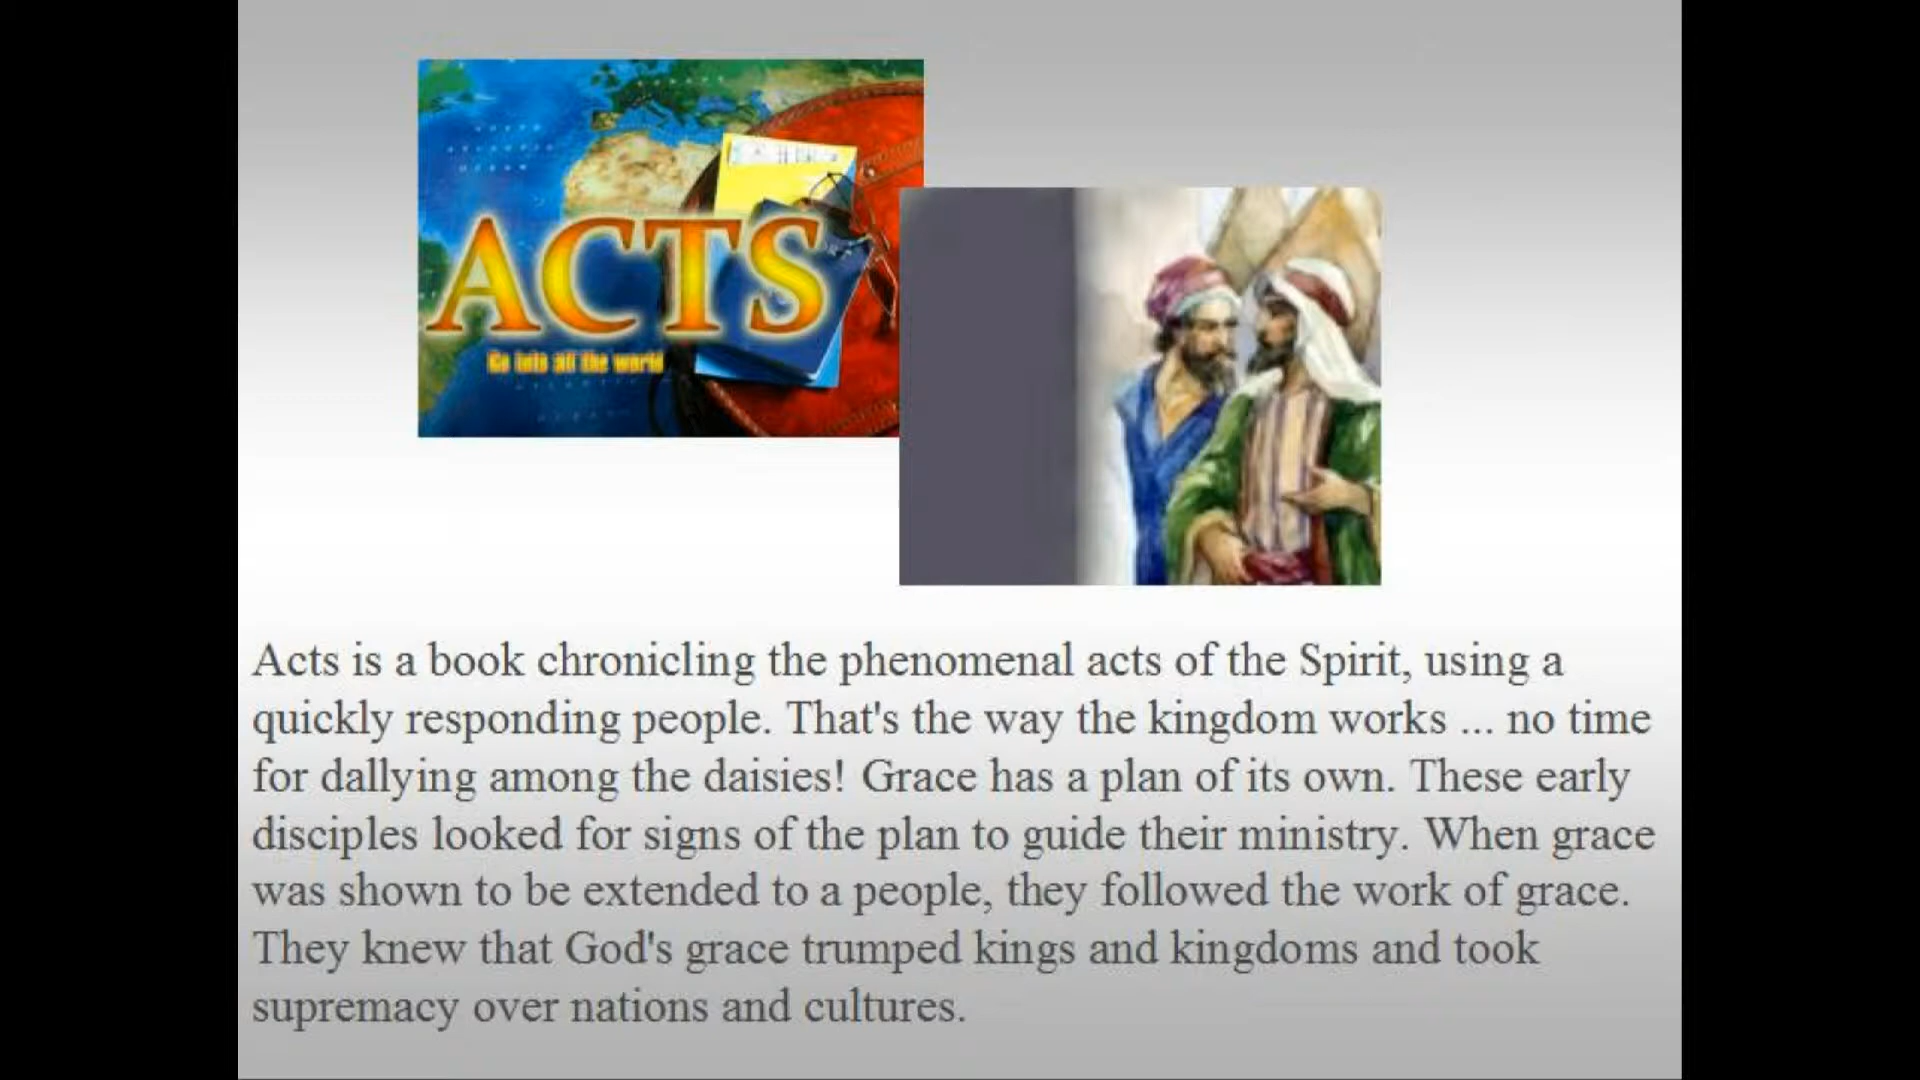 ACTS
Go into all the world
Acts is a book chronicling the phenomenal acts of the Spirit, using a
quickly responding people. That's the way the kingdom works ... no time
for dallying among the daisies! Grace has a plan of its own. These early
disciples looked for signs of the plan to guide their ministry. When grace
was shown to be extended to a people, they followed the work of grace.
They knew that God's grace trumped kings and kingdoms and took
supremacy over nations and cultures.